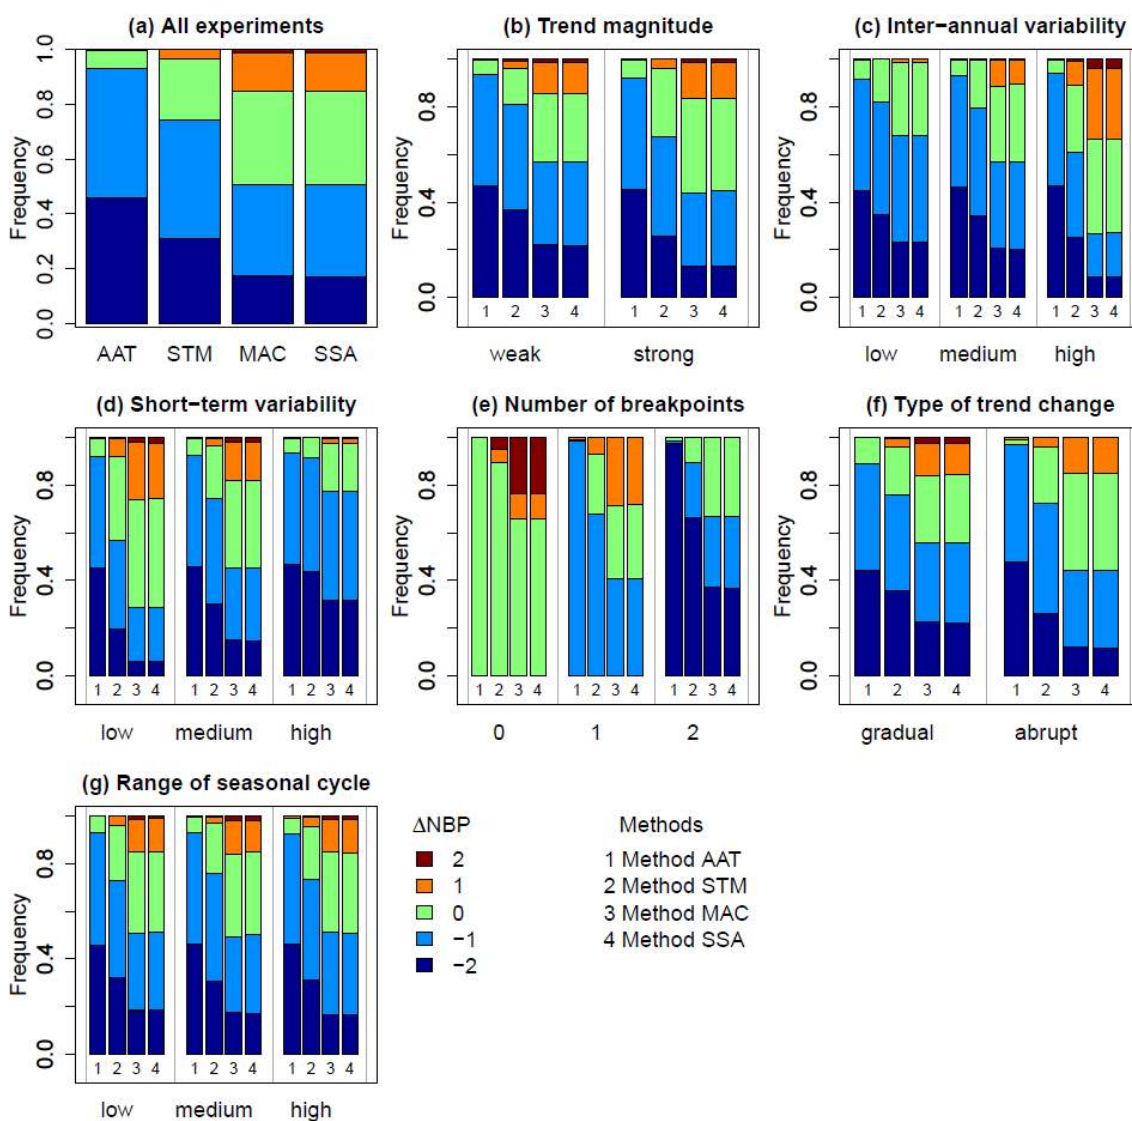 (a) All experiments
Frequency
0.0 0.2 0.4 0.6 0.8 1.0
AAT STM MAC SSA
(b) Trend magnitude
Frequency
0.0 0.4 0.8
1 2 3 4 1 2 3 4
weak strong
(c) Inter−annual variability
Frequency
0.0 0.4 0.8
1 2 3 4 1 2 3 4 1 2 3 4
low medium high
(d) Short−term variability
Frequency
0.0 0.4 0.8
1 2 3 4 1 2 3 4 1 2 3 4
low medium high
(e) Number of breakpoints
Frequency
0.0 0.4 0.8
1 2 3 4 1 2 3 4 1 2 3 4
0 1 2
(f) Type of trend change
Frequency
0.0 0.4 0.8
1 2 3 4 1 2 3 4
gradual abrupt
(g) Range of seasonal cycle
Frequency
0.0 0.4 0.8
1 2 3 4 1 2 3 4 1 2 3 4
low medium high
ΔNBP
2
1
0
−1
−2
Methods
1 Method AAT
2 Method STM
3 Method MAC
4 Method SSA